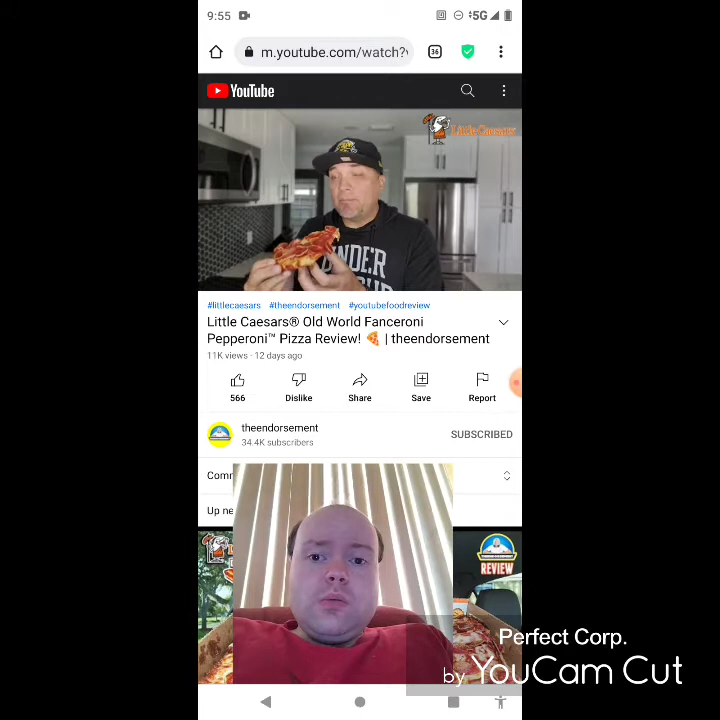 9:55
5G
m.youtube.com/watch?v
36
YouTube
Little Caesars
#littlecaesars #theendorsement #youtubefoodreview
Little Caesars® Old World Fanceroni
Pepperoni™ Pizza Review! 🍕 | theendorsement
11K views · 12 days ago
566
Dislike
Share
Save
Report
theendorsement
34.4K subscribers
SUBSCRIBED
Comm
Up ne
REVIEW
Perfect Corp.
by YouCam Cut